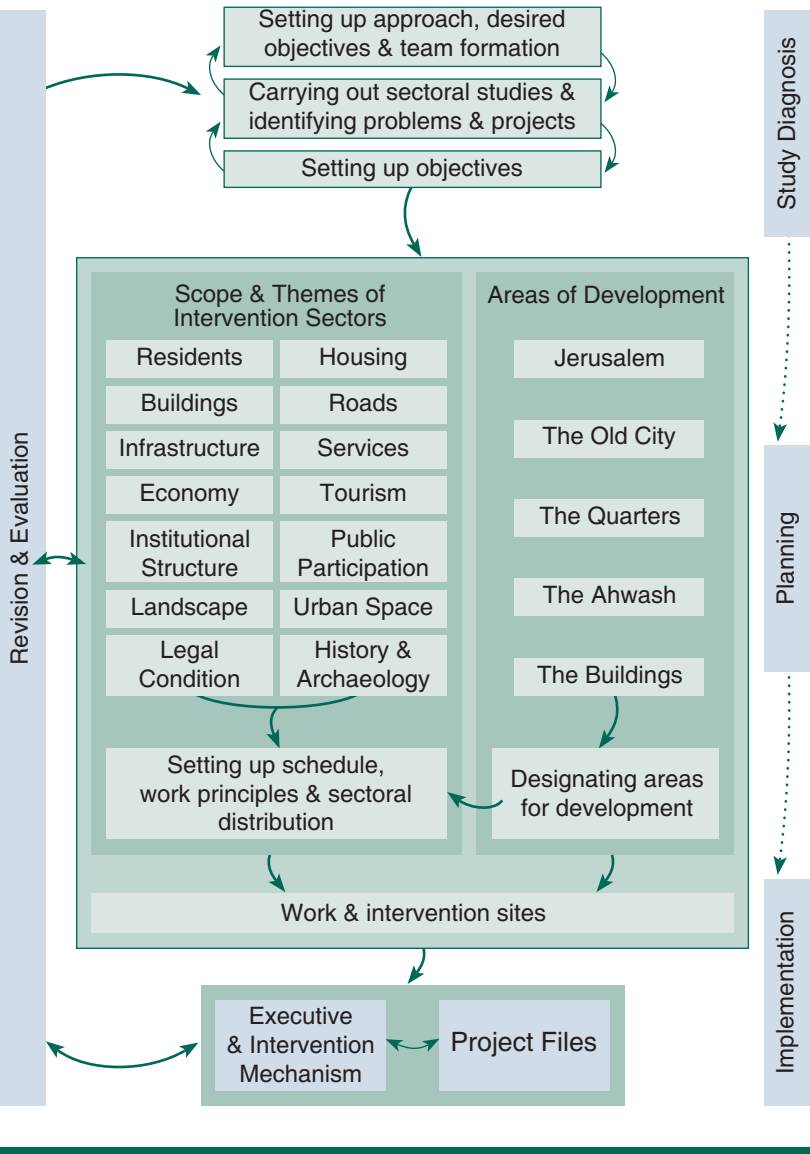 Setting up approach, desired
objectives & team formation
Carrying out sectoral studies &
identifying problems & projects
Setting up objectives
Study Diagnosis
Revision & Evaluation
Scope & Themes of
Intervention Sectors
Residents
Housing
Buildings
Roads
Infrastructure
Services
Economy
Tourism
Institutional
Structure
Public
Participation
Landscape
Urban Space
Legal
Condition
History &
Archaeology
Setting up schedule,
work principles & sectoral
distribution
Areas of Development
Jerusalem
The Old City
The Quarters
The Ahwash
The Buildings
Designating areas
for development
Planning
Work & intervention sites
Executive
& Intervention
Mechanism
Project Files
Implementation